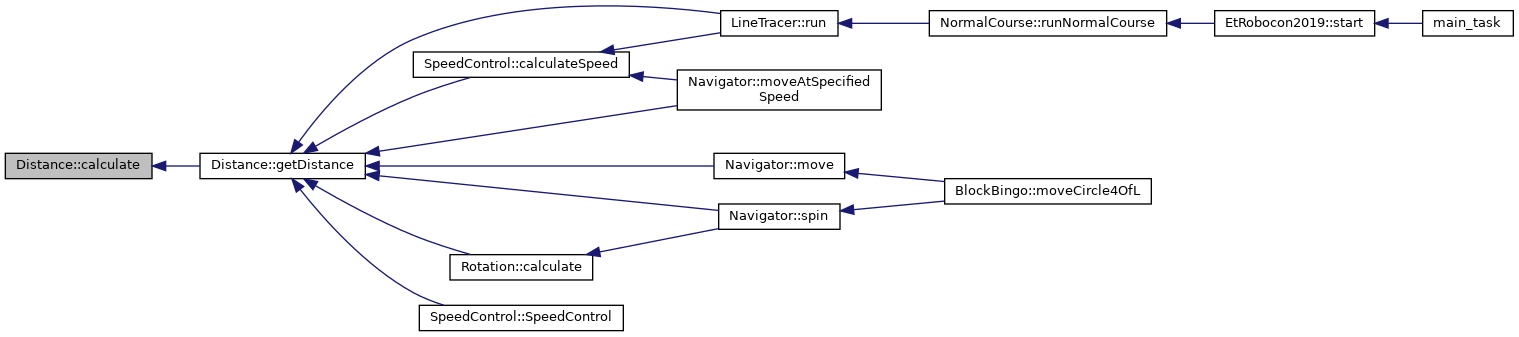 Distance::calculate
Distance::getDistance
LineTracer::run
SpeedControl::calculateSpeed
Navigator::moveAtSpecified
Speed
Navigator::move
Navigator::spin
Rotation::calculate
SpeedControl::SpeedControl
NormalCourse::runNormalCourse
EtRobocon2019::start
main_task
BlockBingo::moveCircle4OfL